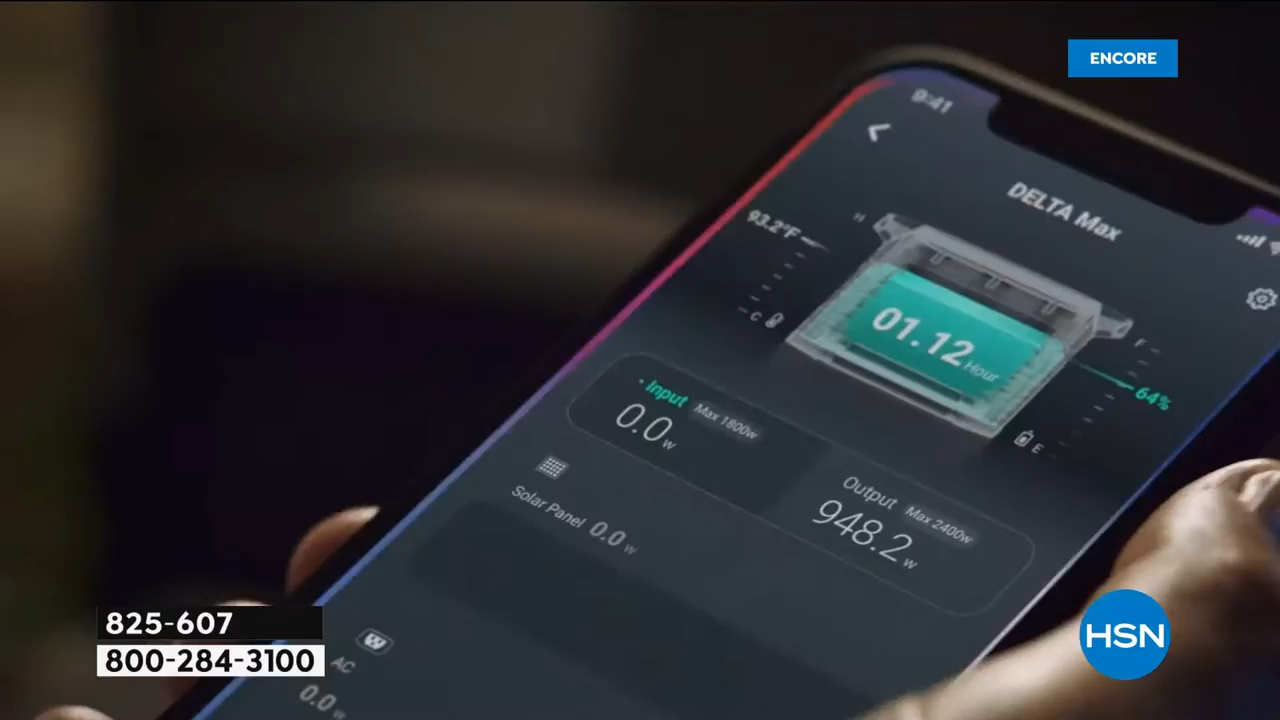 ENCORE
9:41
DELTA Max
93.2°F
H
C
01.12 Hour
F
64%
E
Input Max 1800w
0.0 w
Output Max 2400w
948.2 w
Solar Panel 0.0 w
AC
0.0 w
825-607
800-284-3100
HSN